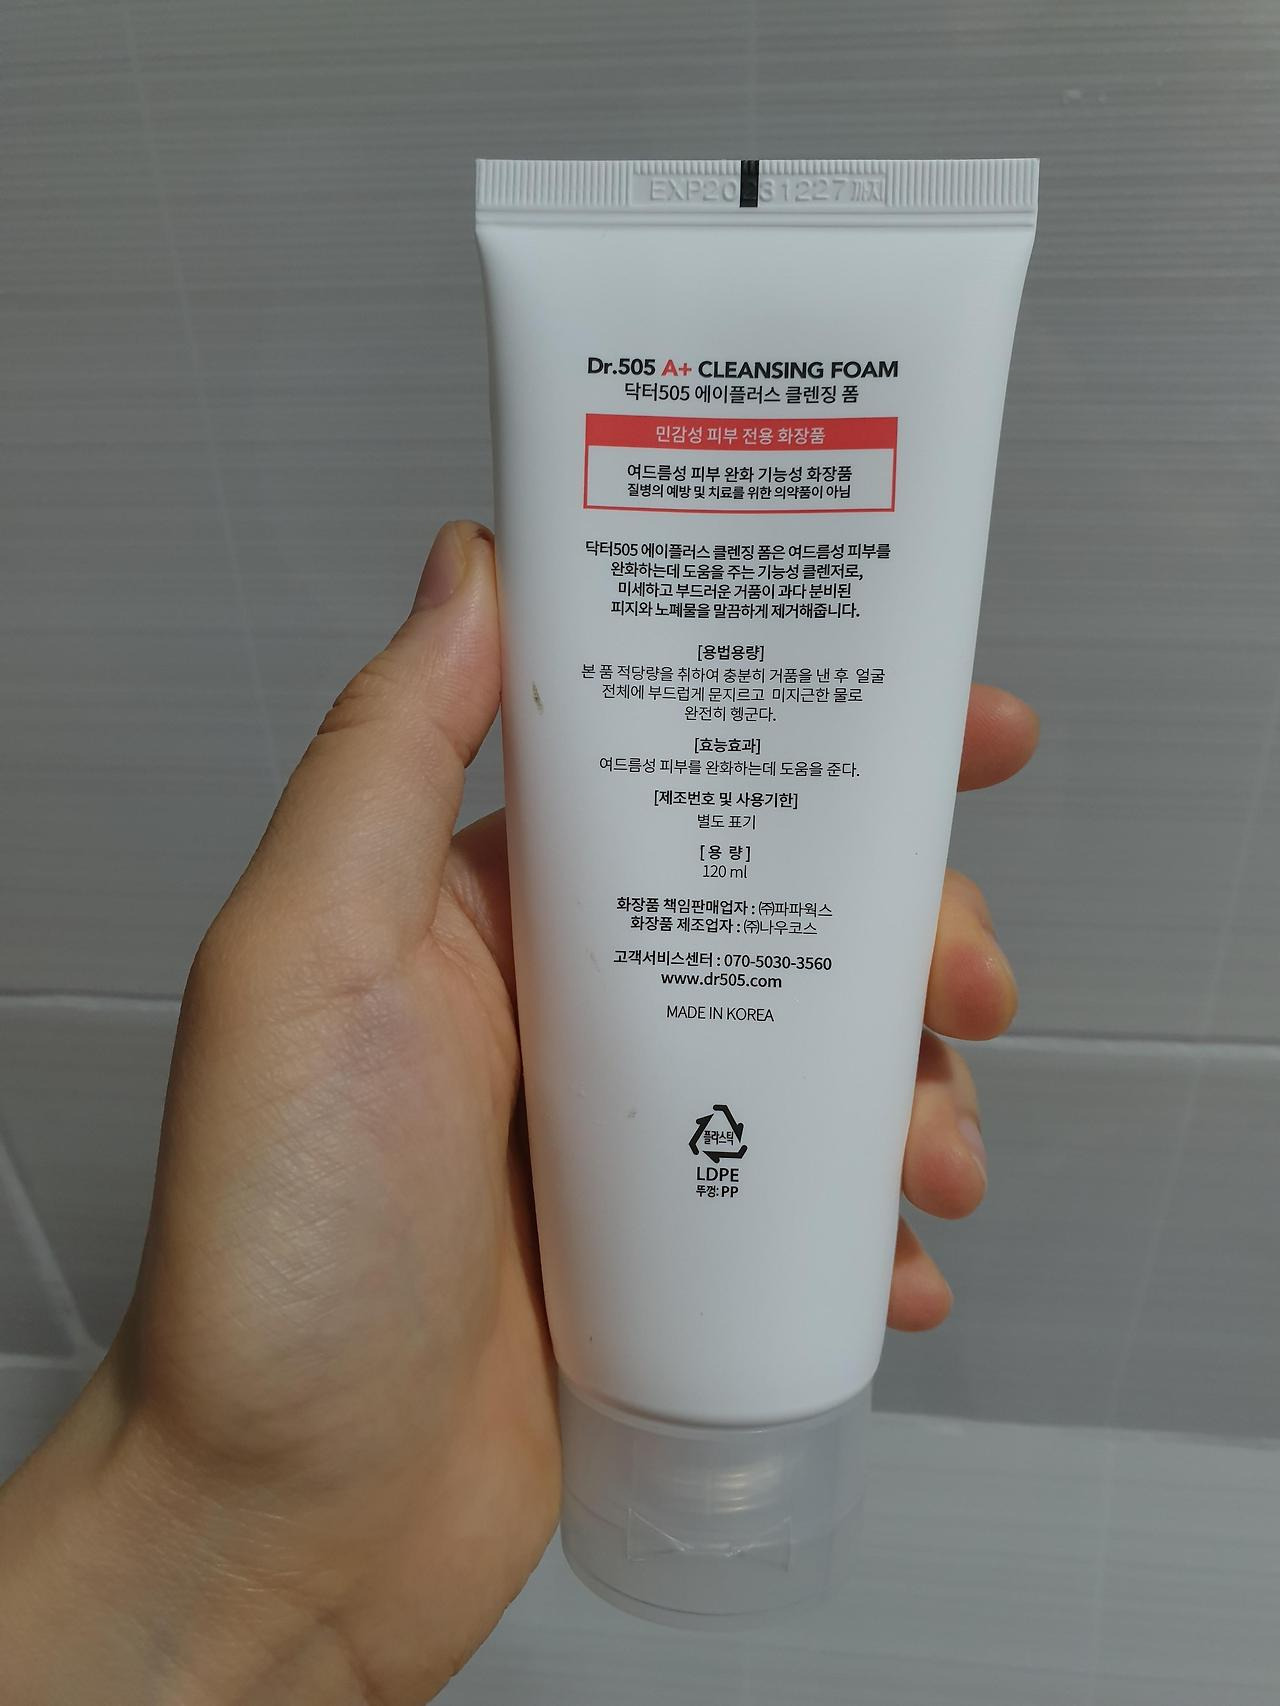 EXP20231227까지
Dr.505 A+ CLEANSING FOAM
닥터505 에이플러스 클렌징 폼
민감성 피부 전용 화장품
여드름성 피부 완화 기능성 화장품
질병의 예방 및 치료를 위한 의약품이 아님
닥터505 에이플러스 클렌징 폼은 여드름성 피부를
완화하는데 도움을 주는 기능성 클렌저로,
미세하고 부드러운 거품이 과다 분비된
피지와 노폐물을 말끔하게 제거해줍니다.
[용법용량]
본 품 적당량을 취하여 충분히 거품을 낸 후 얼굴
전체에 부드럽게 문지르고 미지근한 물로
완전히 헹군다.
[효능효과]
여드름성 피부를 완화하는데 도움을 준다.
[제조번호 및 사용기한]
별도 표기
[ 용 량 ]
120 ml
화장품 책임판매업자 : ㈜파파웍스
화장품 제조업자 : ㈜나우코스
고객서비스센터 : 070-5030-3560
www.dr505.com
MADE IN KOREA
플라스틱
LDPE
뚜껑: PP